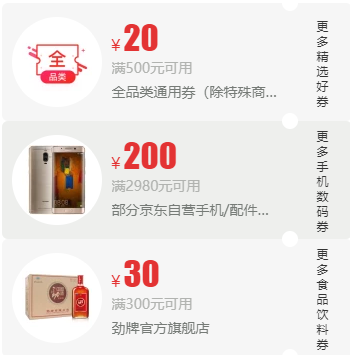 全
品类
¥ 20
满500元可用
全品类通用券（除特殊商...
更多精选好券
¥ 200
满2980元可用
部分京东自营手机/配件...
更多手机数码券
¥ 30
满300元可用
劲牌官方旗舰店
更多食品饮料券